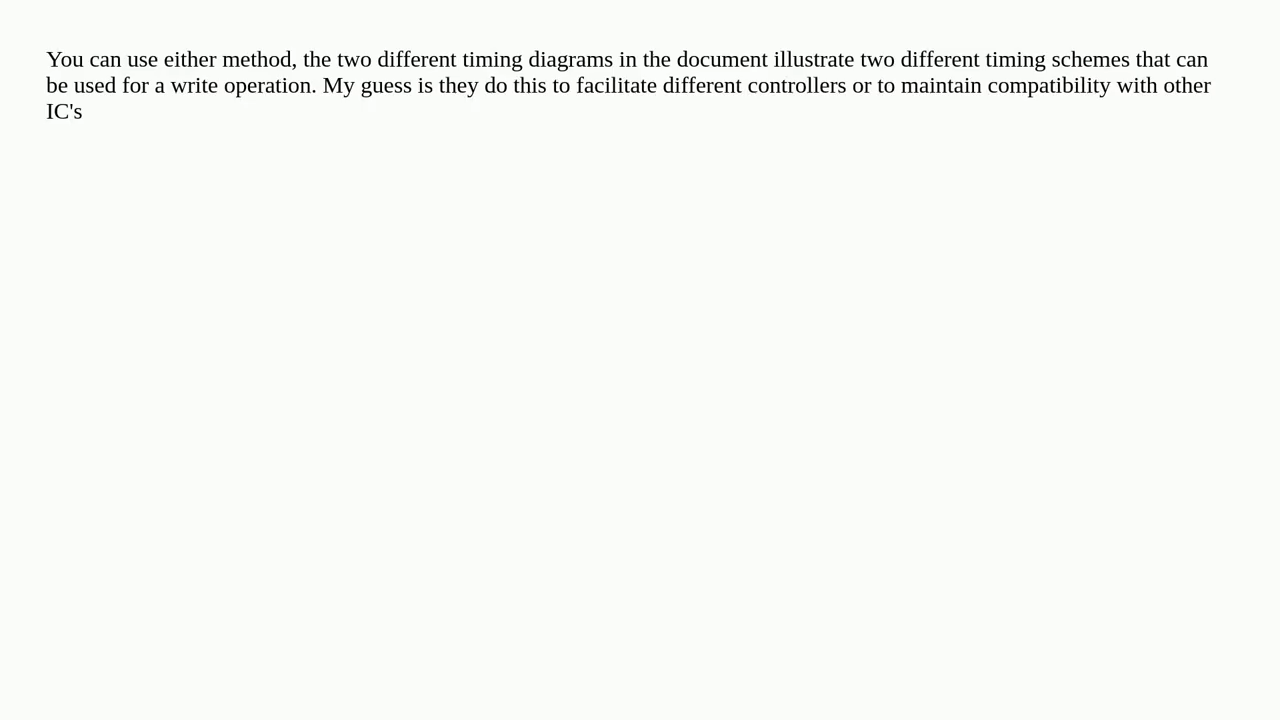 You can use either method, the two different timing diagrams in the document illustrate two different timing schemes that can
be used for a write operation. My guess is they do this to facilitate different controllers or to maintain compatibility with other
IC's